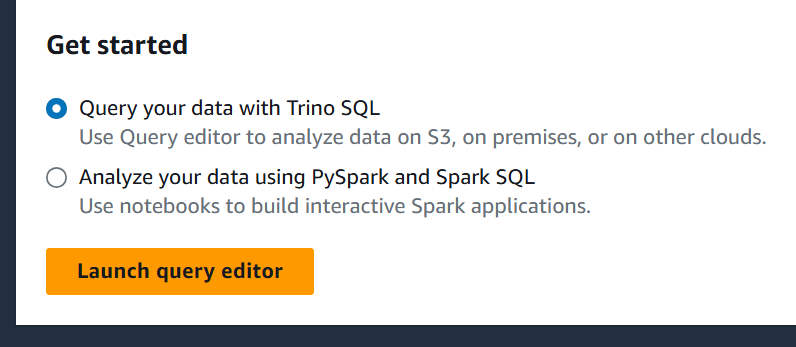 Get started
Query your data with Trino SQL
Use Query editor to analyze data on S3, on premises, or on other clouds.
Analyze your data using PySpark and Spark SQL
Use notebooks to build interactive Spark applications.
Launch query editor